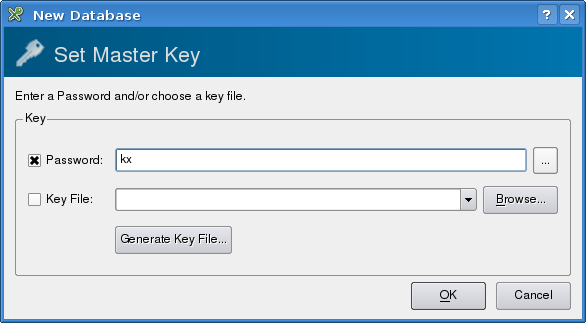 New Database
?
Set Master Key
Enter a Password and/or choose a key file.
Key
Password: kx ...
Key File: Browse...
Generate Key File...
OK Cancel